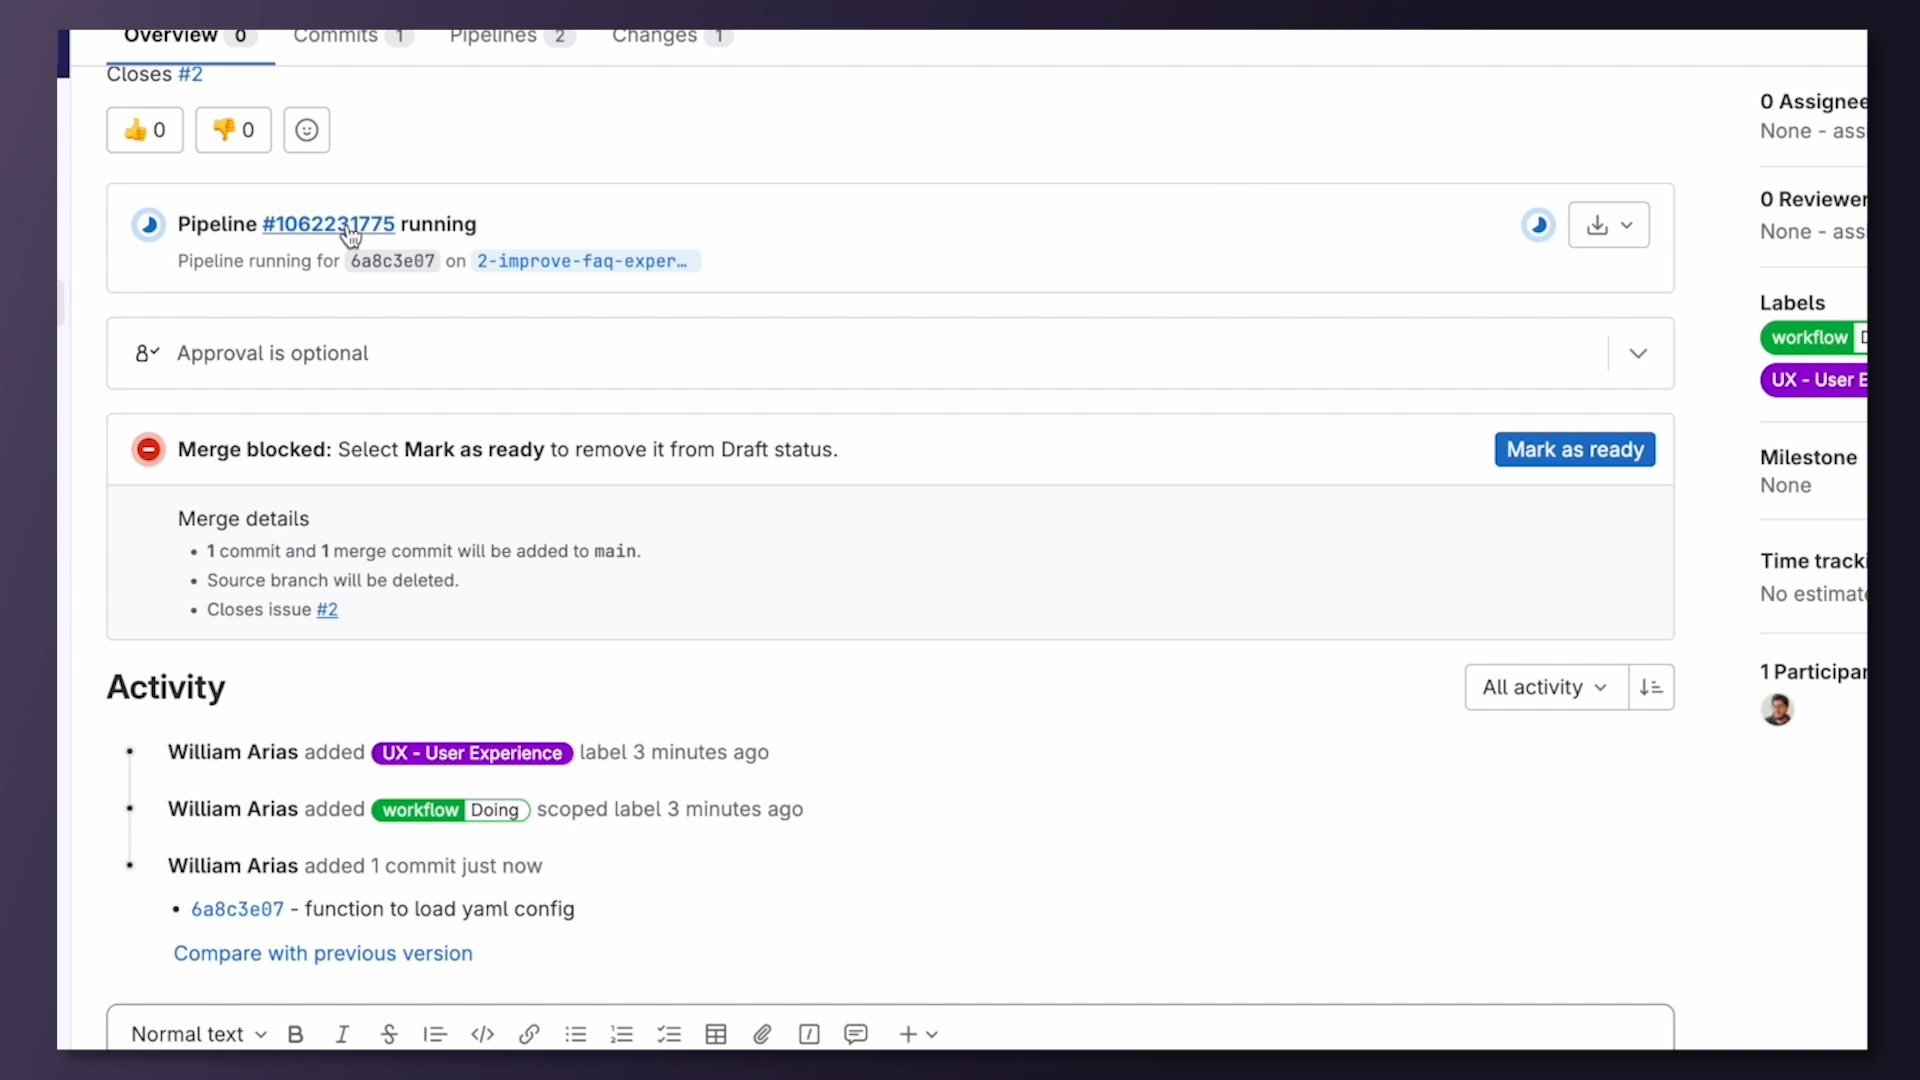 Overview 0 Commits 1 Pipelines 2 Changes 1
Closes #2
👍 0 👎 0
Pipeline #1062231775 running
Pipeline running for 6a8c3e07 on 2-improve-faq-exper…
Approval is optional
Merge blocked: Select Mark as ready to remove it from Draft status.
Mark as ready
Merge details
• 1 commit and 1 merge commit will be added to main.
• Source branch will be deleted.
• Closes issue #2
Activity
All activity
William Arias added UX - User Experience label 3 minutes ago
William Arias added workflow Doing scoped label 3 minutes ago
William Arias added 1 commit just now
• 6a8c3e07 - function to load yaml config
Compare with previous version
Normal text
0 Assignee
None - assi
0 Reviewer
None - assi
Labels
workflow D
UX - User E
Milestone
None
Time tracki
No estimate
1 Participan